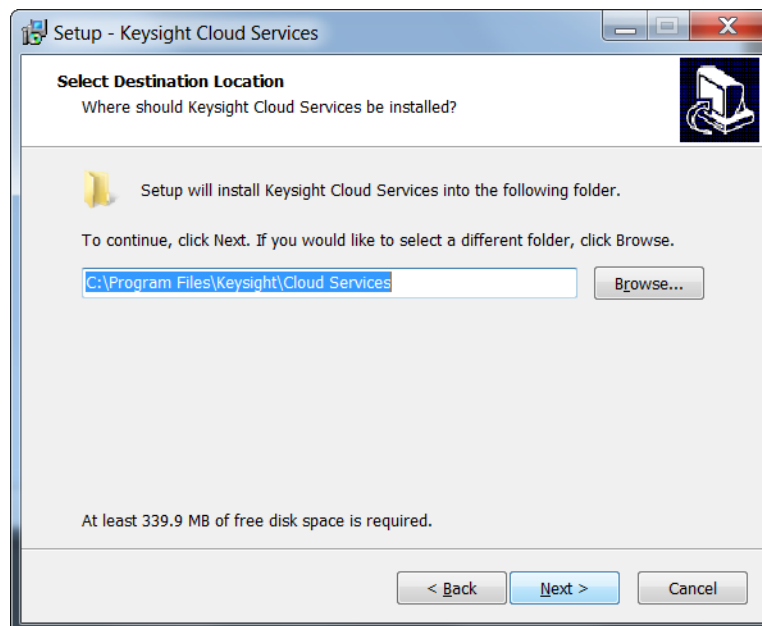 Setup - Keysight Cloud Services
Select Destination Location
Where should Keysight Cloud Services be installed?
Setup will install Keysight Cloud Services into the following folder.
To continue, click Next. If you would like to select a different folder, click Browse.
C:\Program Files\Keysight\Cloud Services
Browse...
At least 339.9 MB of free disk space is required.
< Back
Next >
Cancel